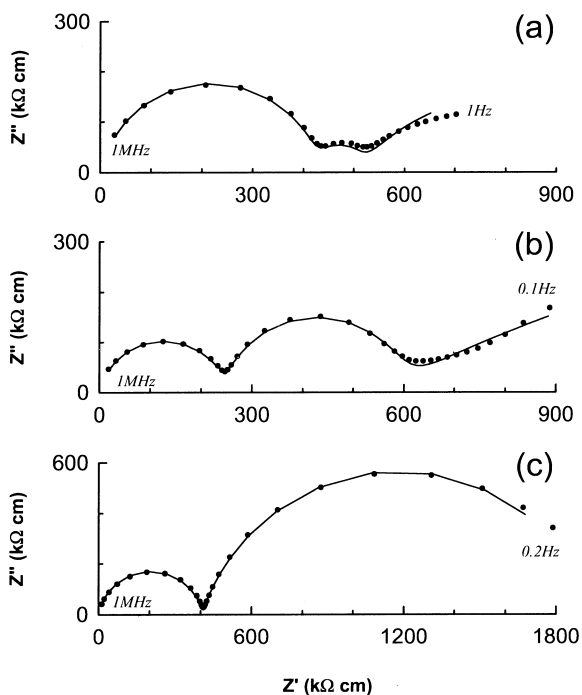 (a)
300
Z" (kΩ cm)
0
1MHz
1Hz
0 300 600 900
(b)
300
Z" (kΩ cm)
0
1MHz
0.1Hz
0 300 600 900
(c)
600
Z" (kΩ cm)
0
1MHz
0.2Hz
0 600 1200 1800
Z' (kΩ cm)